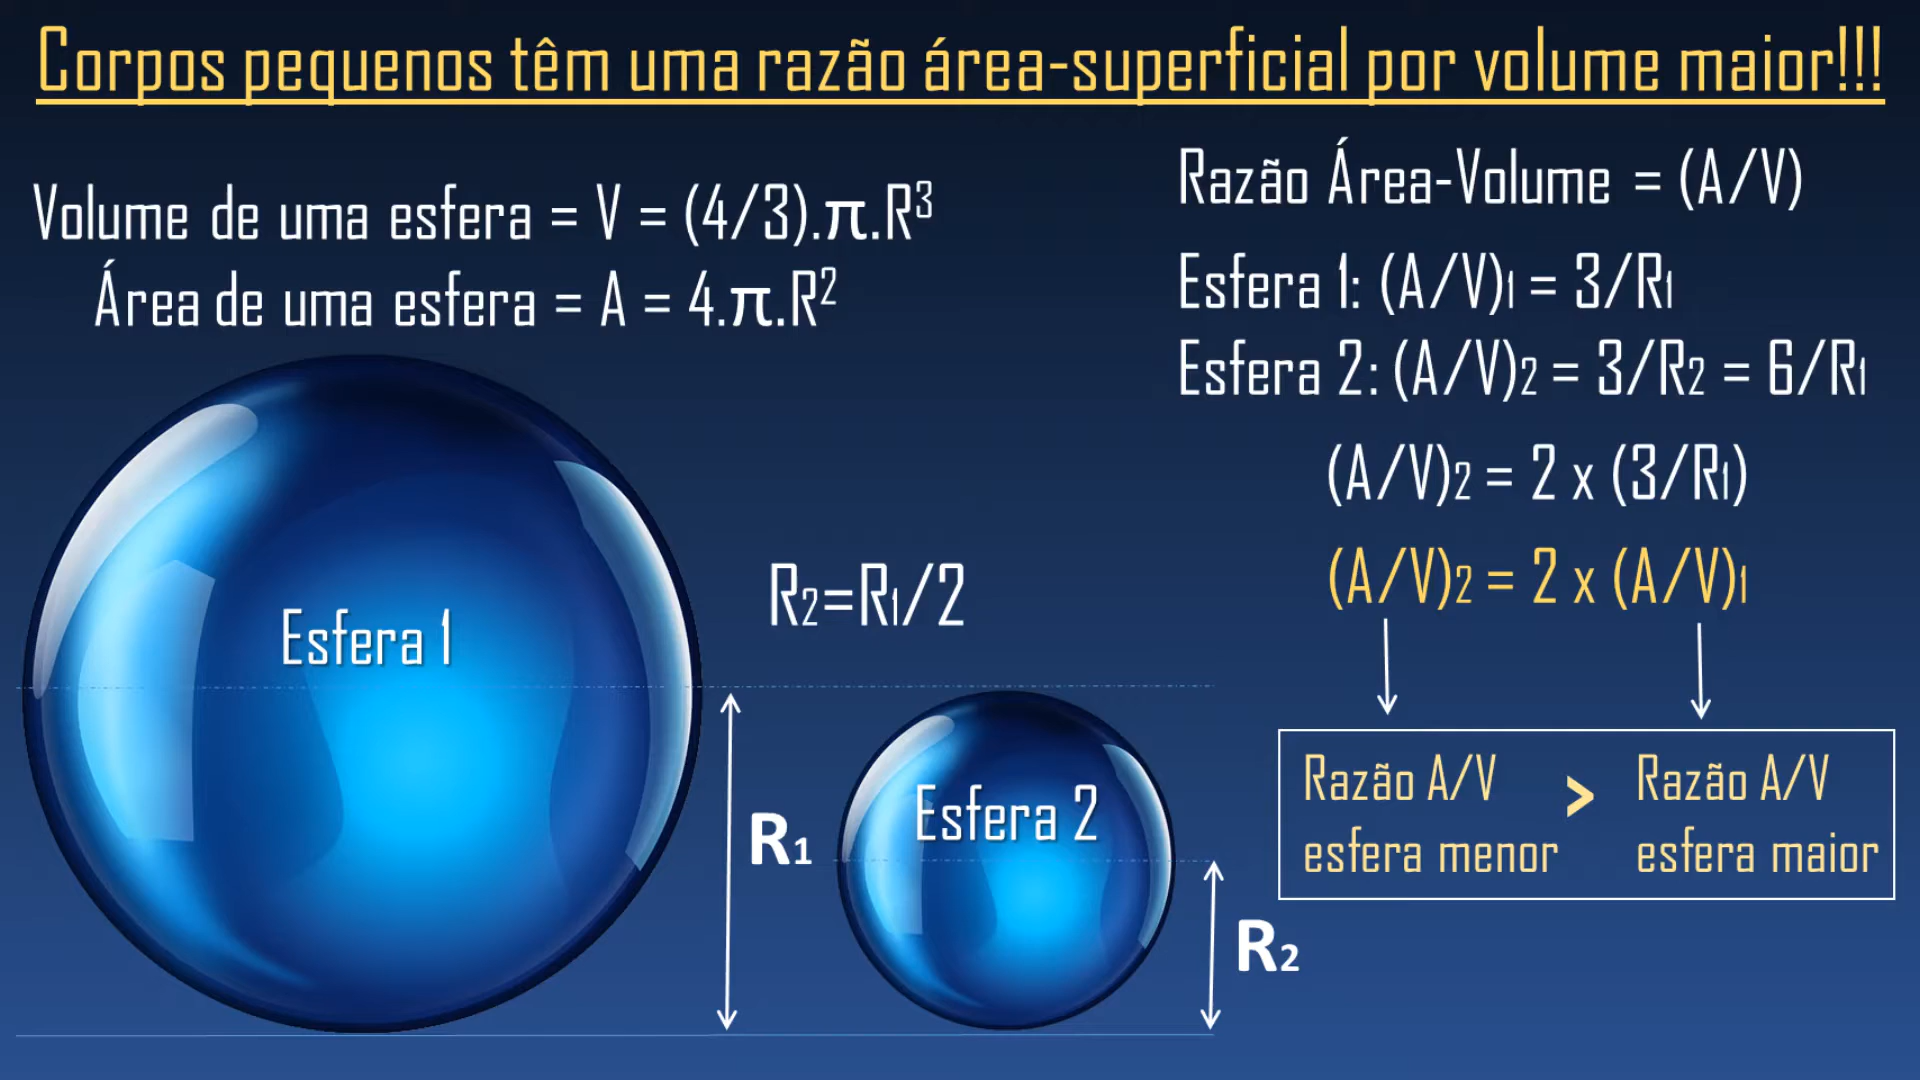 Corpos pequenos têm uma razão área-superficial por volume maior!!!
Volume de uma esfera = V = (4/3).π.R³
Área de uma esfera = A = 4.π.R²
Razão Área-Volume = (A/V)
Esfera 1: (A/V)₁ = 3/R₁
Esfera 2: (A/V)₂ = 3/R₂ = 6/R₁
(A/V)₂ = 2 x (3/R₁)
(A/V)₂ = 2 x (A/V)₁
Razão A/V > Razão A/V
esfera menor esfera maior
Esfera 1
R₂=R₁/2
R₁
Esfera 2
R₂